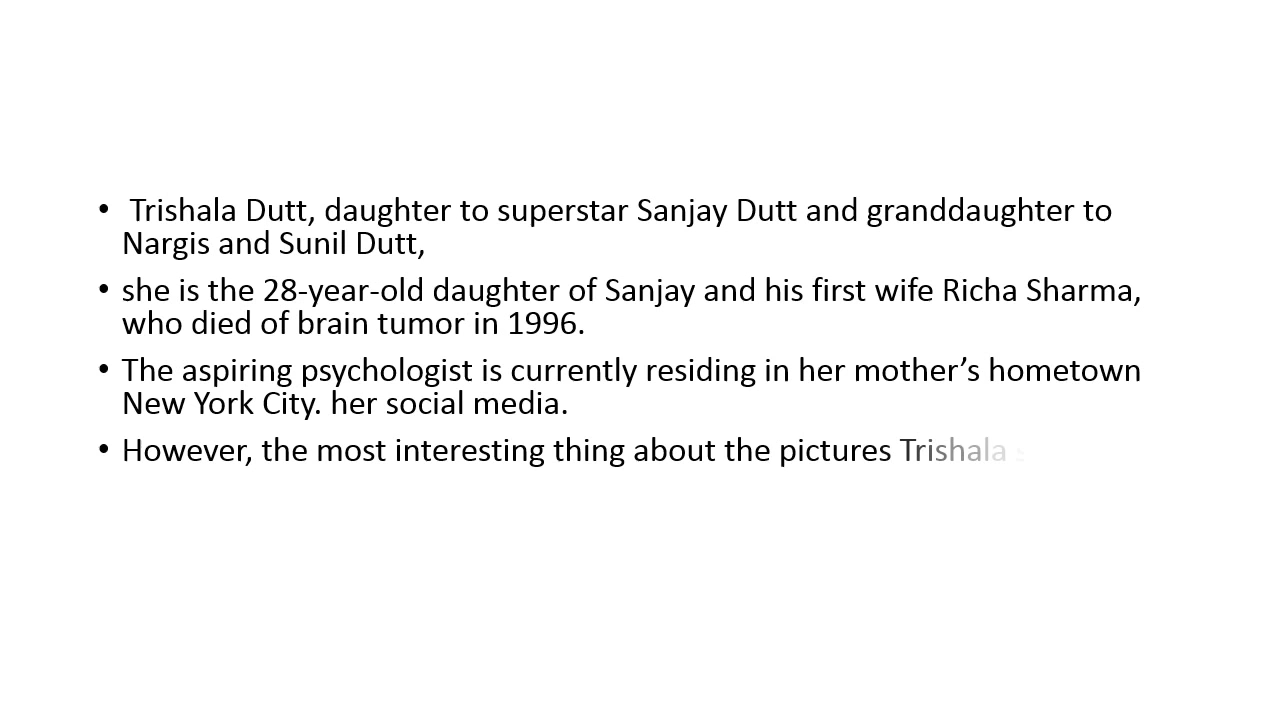 • Trishala Dutt, daughter to superstar Sanjay Dutt and granddaughter to
Nargis and Sunil Dutt,
• she is the 28-year-old daughter of Sanjay and his first wife Richa Sharma,
who died of brain tumor in 1996.
• The aspiring psychologist is currently residing in her mother’s hometown
New York City. her social media.
• However, the most interesting thing about the pictures Trishala